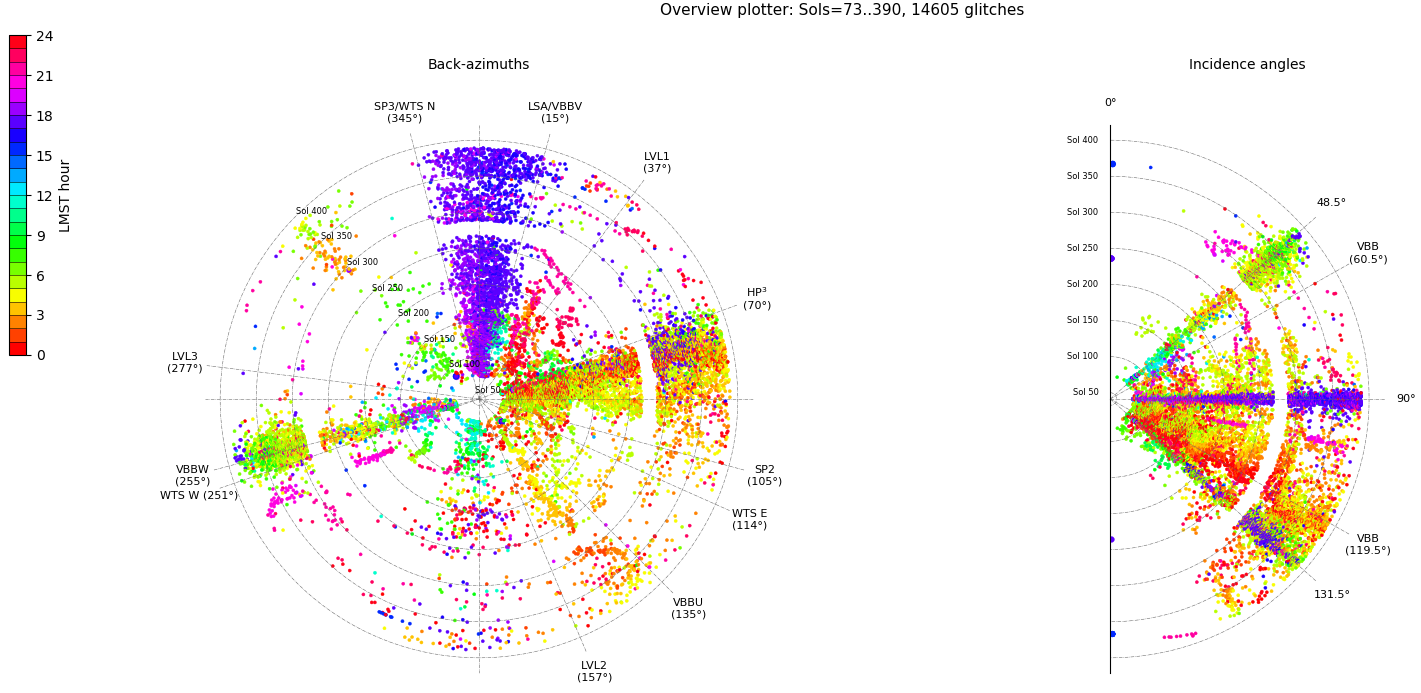 Overview plotter: Sols=73..390, 14605 glitches
Back-azimuths
Incidence angles
24
21
18
15
12
9
6
3
0
LMST hour
SP3/WTS N
(345°)
LSA/VBBV
(15°)
LVL1
(37°)
HP³
(70°)
SP2
(105°)
WTS E
(114°)
VBBU
(135°)
LVL2
(157°)
WTS W (251°)
VBBW
(255°)
LVL3
(277°)
Sol 400
Sol 350
Sol 300
Sol 250
Sol 200
Sol 150
Sol 100
Sol 50
0°
Sol 400
Sol 350
Sol 300
Sol 250
Sol 200
Sol 150
Sol 100
Sol 50
48.5°
VBB
(60.5°)
90°
VBB
(119.5°)
131.5°